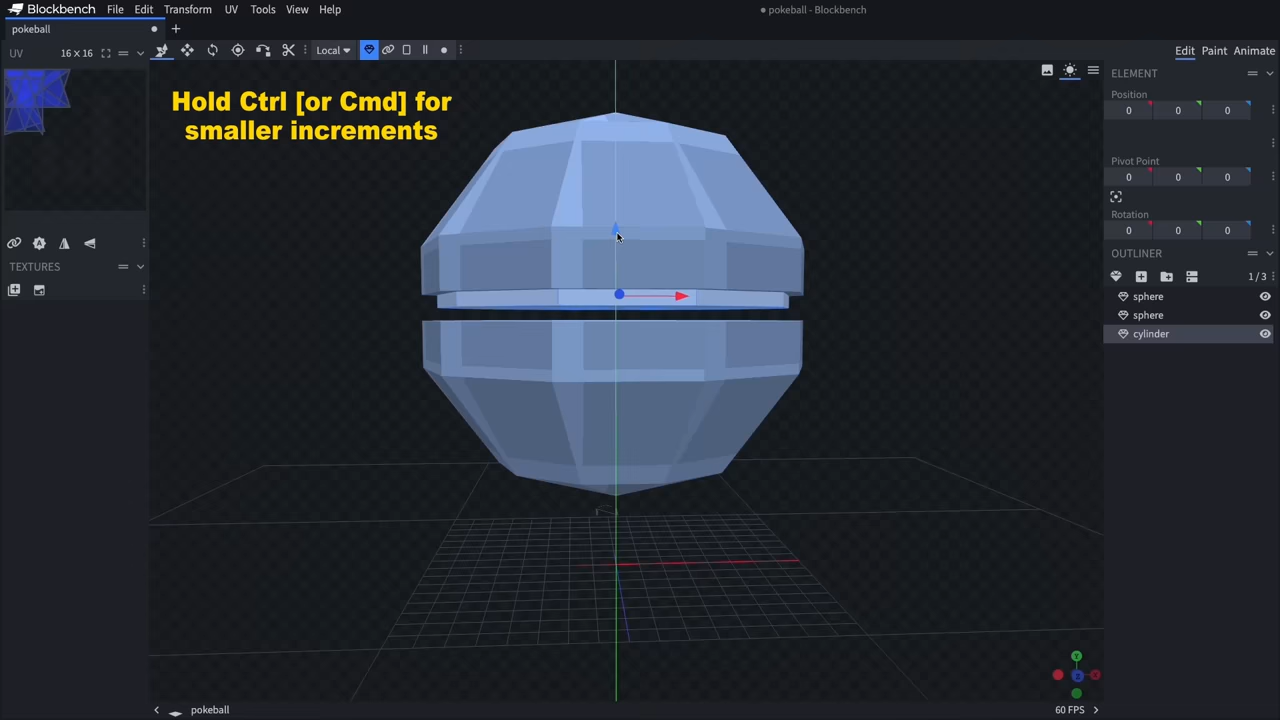 Blockbench File Edit Transform UV Tools View Help pokeball - Blockbench
pokeball
UV 16×16 Local Edit Paint Animate
ELEMENT
Position
0 0 0
Hold Ctrl [or Cmd] for
smaller increments
Pivot Point
0 0 0
Rotation
0 0 0
TEXTURES
OUTLINER
1/3
sphere
sphere
cylinder
pokeball 60 FPS